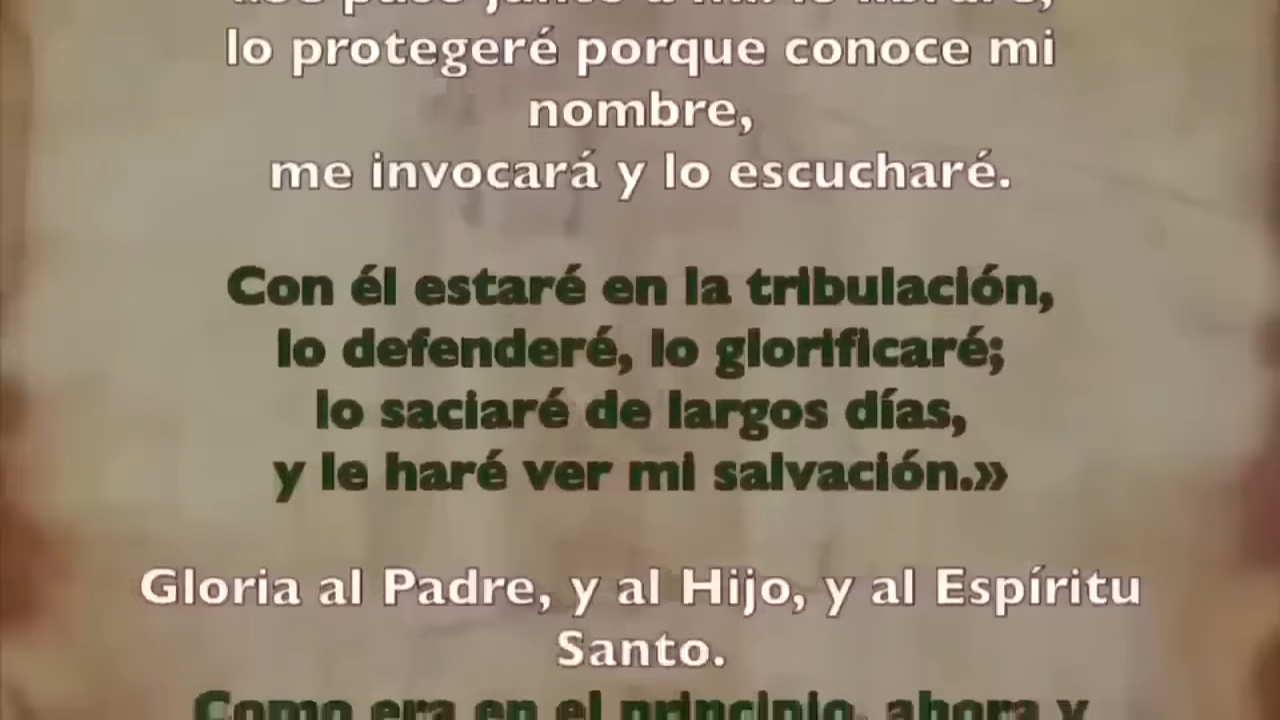 lo protegeré porque conoce mi
nombre,
me invocará y lo escucharé.
Con él estaré en la tribulación,
lo defenderé, lo glorificaré;
lo saciaré de largos días,
y le haré ver mi salvación.»
Gloria al Padre, y al Hijo, y al Espíritu
Santo.
Como era en el principio, ahora y